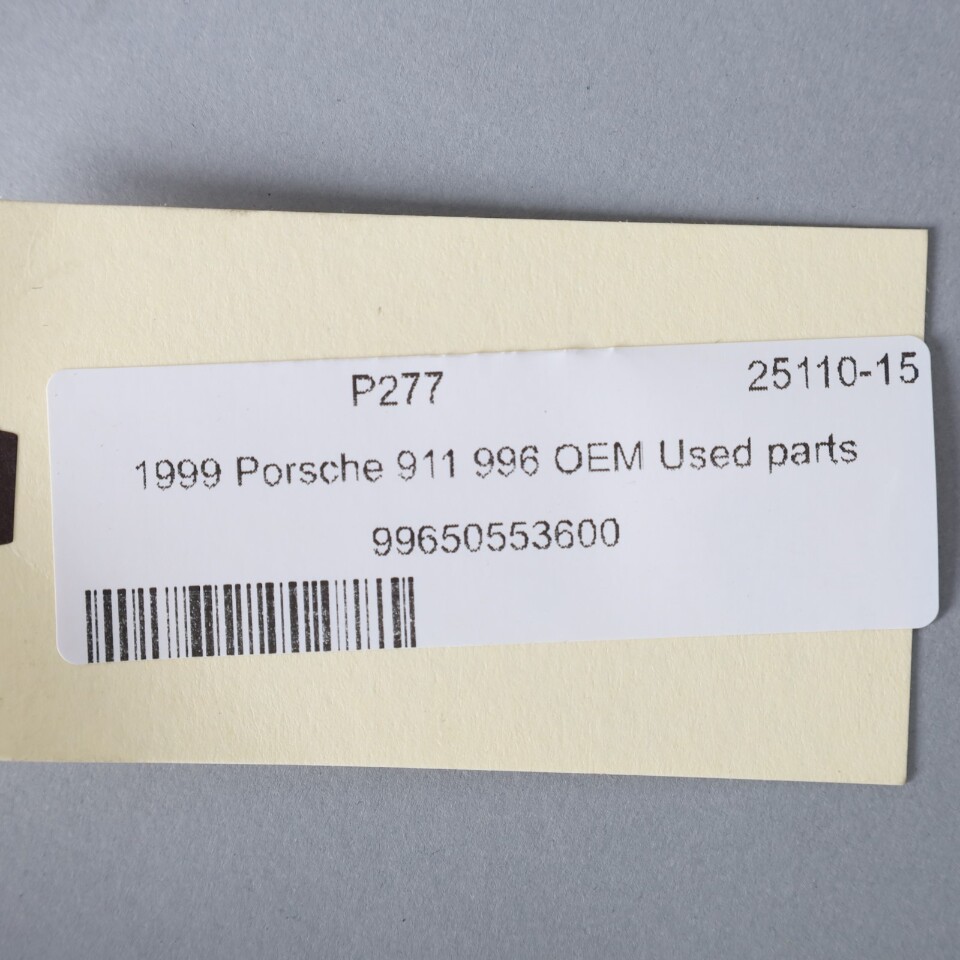 P277 25110-15
1999 Porsche 911 996 OEM Used parts
99650553600